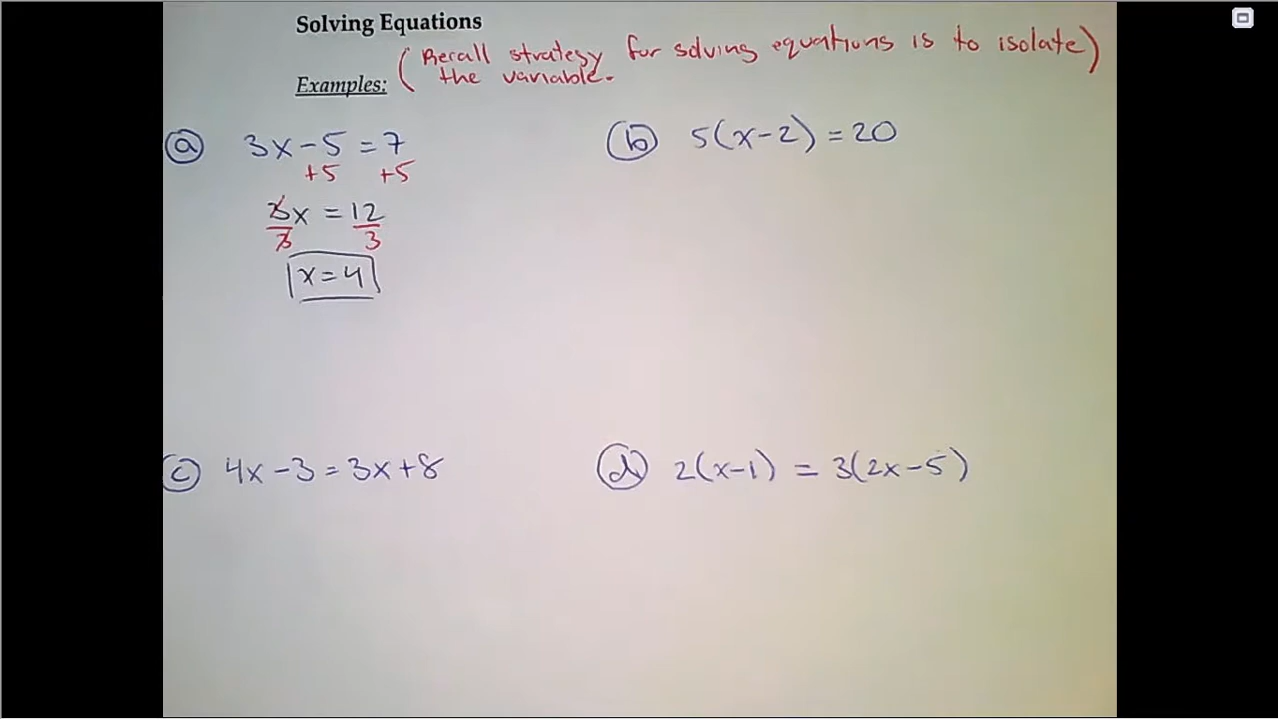 Solving Equations
(Recall strategy for solving equations is to isolate)
Examples: the variable.
a 3x - 5 = 7
+5 +5
3x = 12
3 3
x = 4
b 5(x-2) = 20
c 4x - 3 = 3x + 8
d 2(x-1) = 3(2x-5)